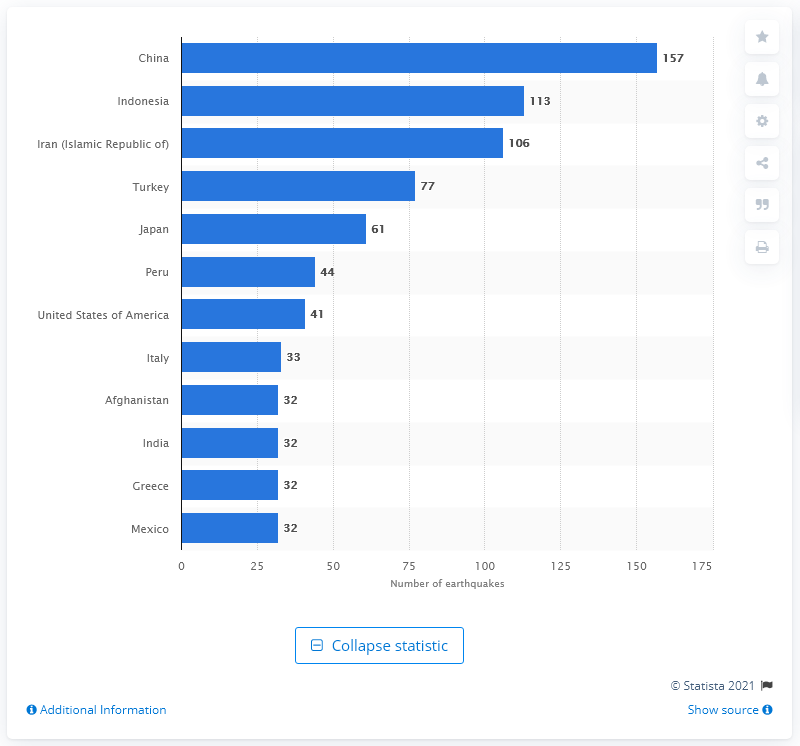 China 157
Indonesia 113
Iran (Islamic Republic of) 106
Turkey 77
Japan 61
Peru 44
United States of America 41
Italy 33
Afghanistan 32
India 32
Greece 32
Mexico 32
0 25 50 75 100 125 150 175
Number of earthquakes
Collapse statistic
© Statista 2021
Additional Information
Show source